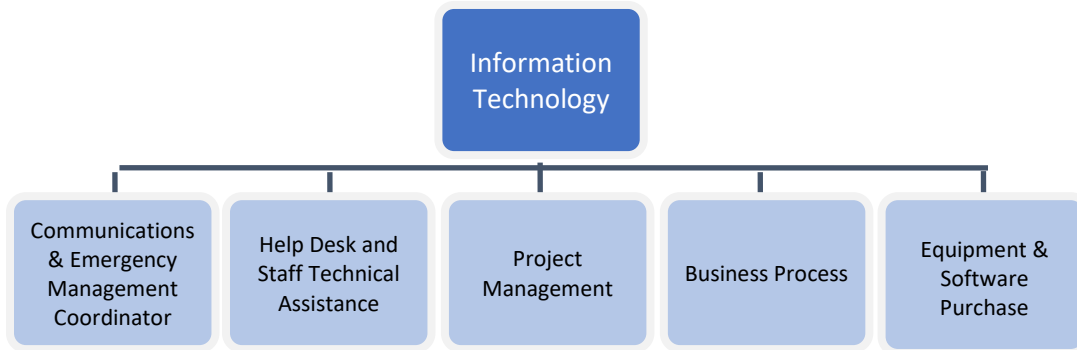 Information
Technology
Communications
& Emergency
Management
Coordinator
Help Desk and
Staff Technical
Assistance
Project
Management
Business Process
Equipment &
Software
Purchase